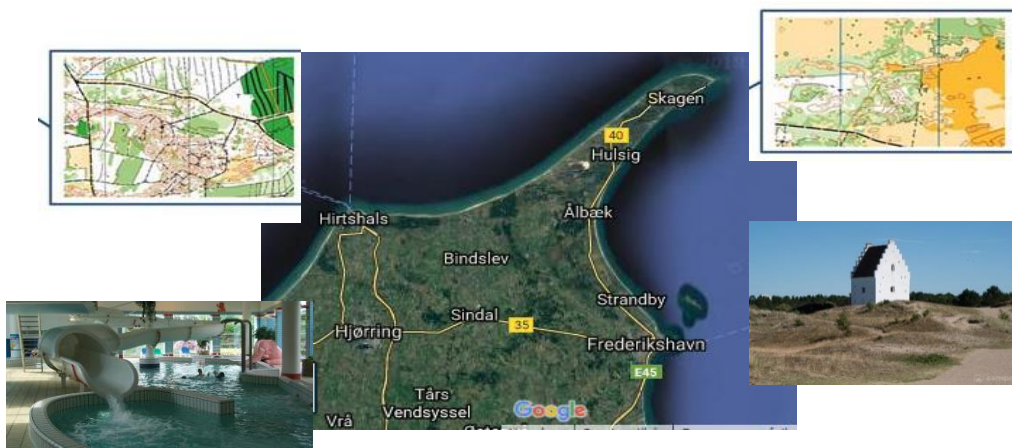 Skagen
40
Hulsig
Hirtshals
Ålbæk
Bindslev
Strandby
Sindal
35
Hjørring
Frederikshavn
E45
Tårs
Vendsyssel
Vrå
Google